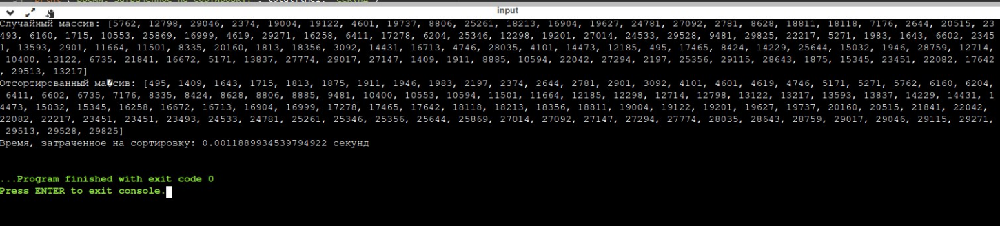 input
Случайный массив: [5762, 12798, 29046, 2374, 19004, 19122, 4601, 19737, 8806, 25261, 18213, 16904, 19627, 24781, 27092, 2781, 8628, 18811, 18118, 7176, 2644, 20515, 23
493, 6160, 1715, 10553, 25869, 16999, 4619, 29271, 16258, 6411, 17278, 6204, 25346, 12298, 19201, 27014, 24533, 29528, 9481, 29825, 22217, 5271, 1983, 1643, 6602, 2345
1, 13593, 2901, 11664, 11501, 8335, 20160, 1813, 18356, 3092, 14431, 16713, 4746, 28035, 4101, 14473, 12185, 495, 17465, 8424, 14229, 25644, 15032, 1946, 28759, 12714,
10400, 13122, 6735, 21841, 16672, 5171, 13837, 27774, 29017, 27147, 1409, 1911, 8885, 10594, 22042, 27294, 2197, 25356, 29115, 28643, 1875, 15345, 23451, 22082, 17642
, 29513, 13217]
Отсортированный массив: [495, 1409, 1643, 1715, 1813, 1875, 1911, 1946, 1983, 2197, 2374, 2644, 2781, 2901, 3092, 4101, 4601, 4619, 4746, 5171, 5271, 5762, 6160, 6204,
6411, 6602, 6735, 7176, 8335, 8424, 8628, 8806, 8885, 9481, 10400, 10553, 10594, 11501, 11664, 12185, 12298, 12714, 12798, 13122, 13217, 13593, 13837, 14229, 14431, 1
4473, 15032, 15345, 16258, 16672, 16713, 16904, 16999, 17278, 17465, 17642, 18118, 18213, 18356, 18811, 19004, 19122, 19201, 19627, 19737, 20160, 20515, 21841, 22042,
22082, 22217, 23451, 23451, 23493, 24533, 24781, 25261, 25346, 25356, 25644, 25869, 27014, 27092, 27147, 27294, 27774, 28035, 28643, 28759, 29017, 29046, 29115, 29271,
29513, 29528, 29825]
Время, затраченное на сортировку: 0.0011889934539794922 секунд
...Program finished with exit code 0
Press ENTER to exit console.